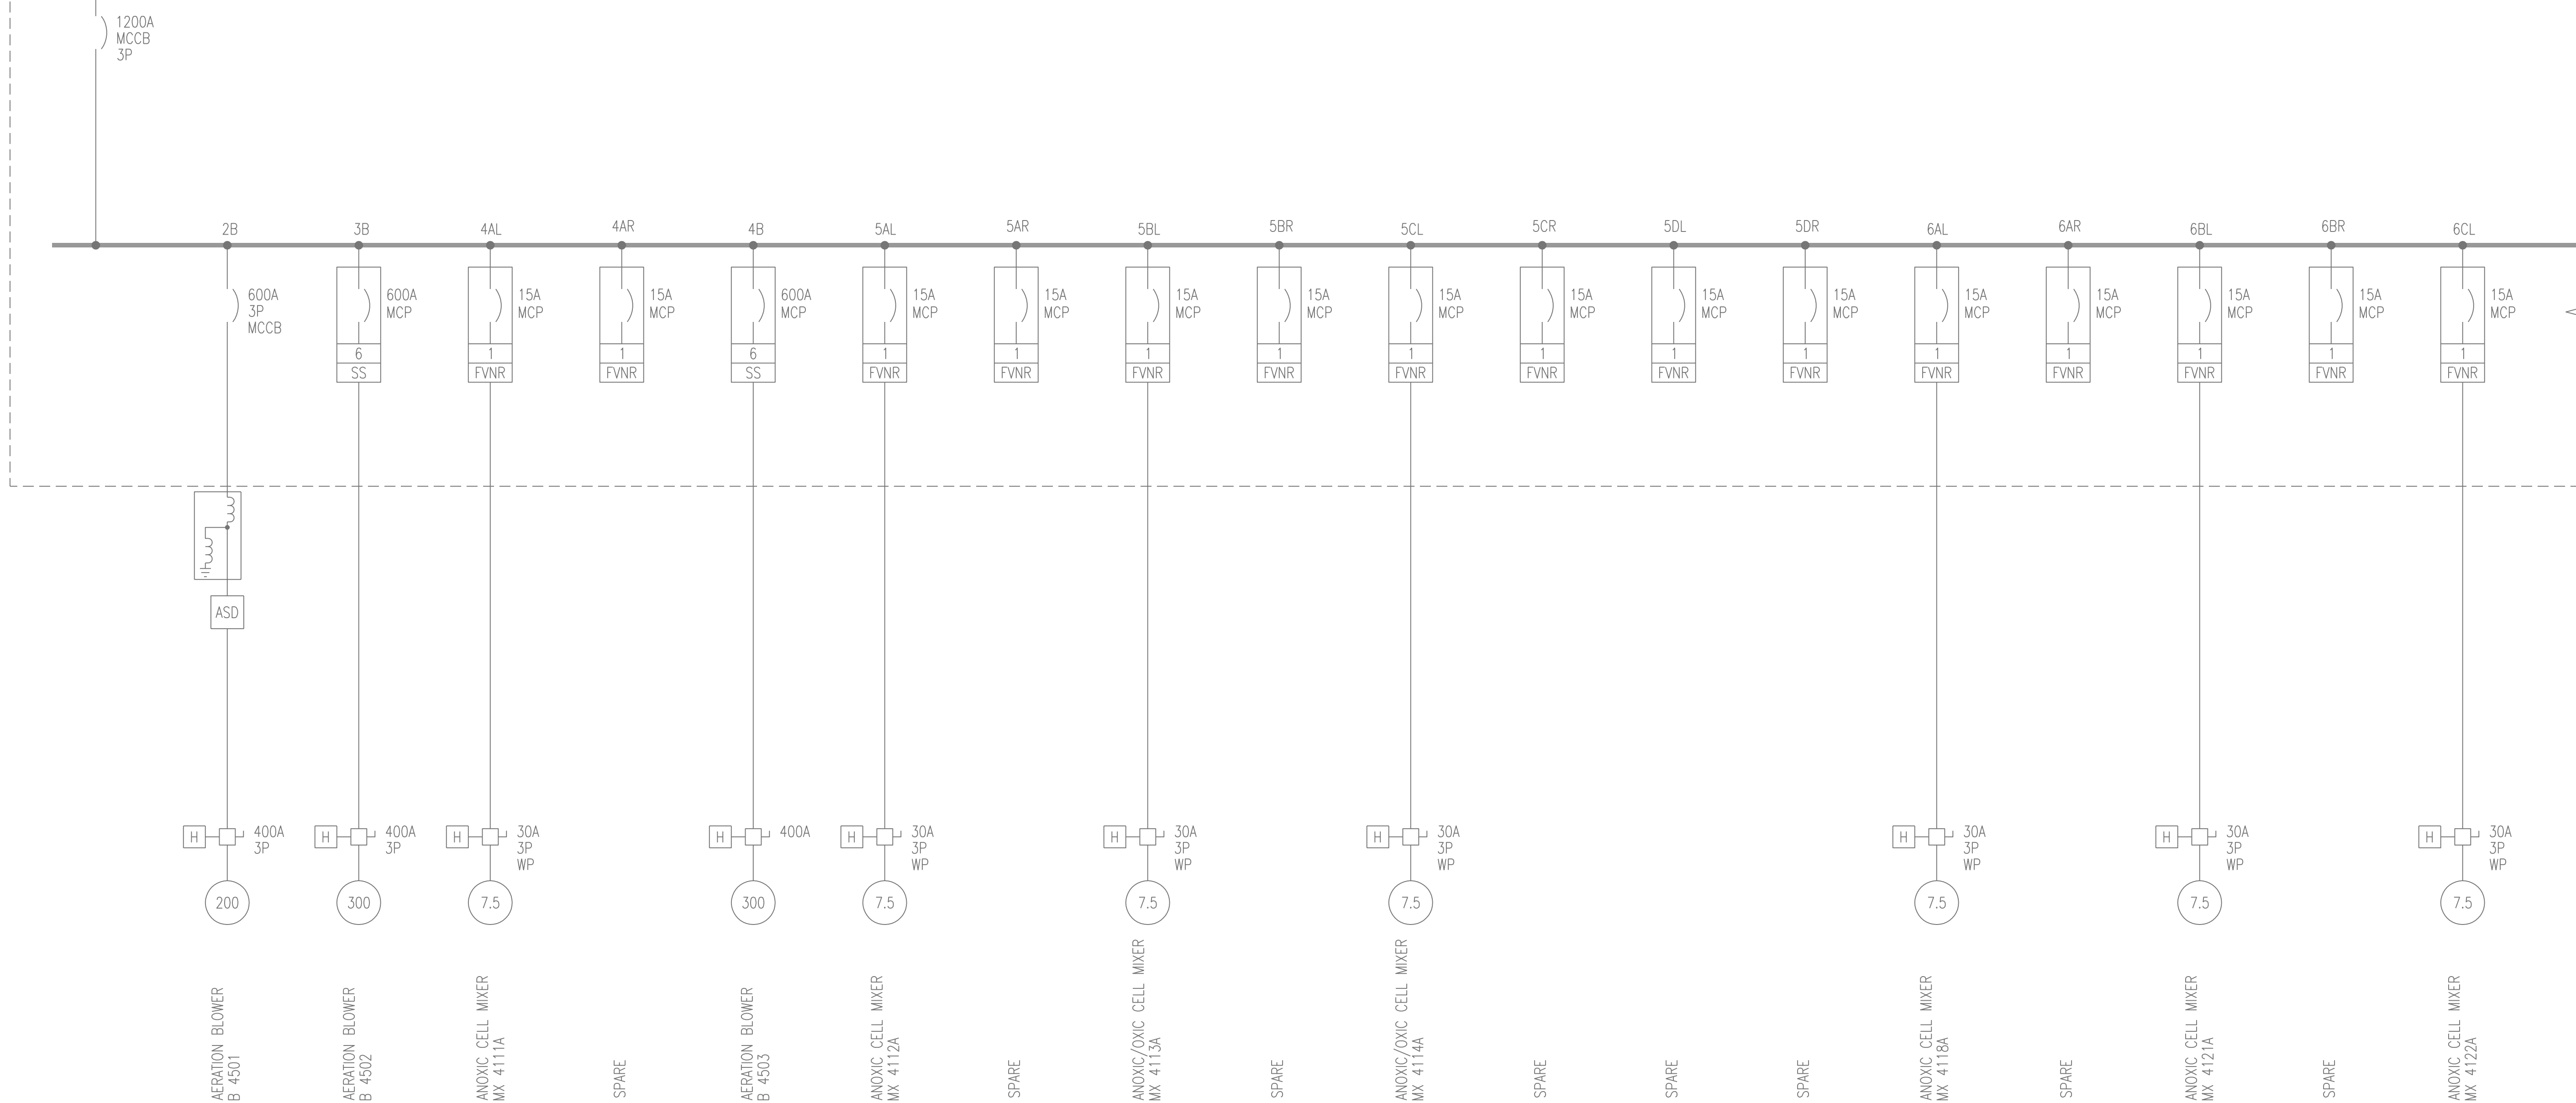 1200A
MCCB
3P
2B
3B
4AL
4AR
4B
5AL
5AR
5BL
5BR
5CL
5CR
5DL
5DR
6AL
6AR
6BL
6BR
6CL
600A
3P
MCCB
600A
MCP
6
SS
15A
MCP
1
FVNR
15A
MCP
1
FVNR
600A
MCP
6
SS
15A
MCP
1
FVNR
15A
MCP
1
FVNR
15A
MCP
1
FVNR
15A
MCP
1
FVNR
15A
MCP
1
FVNR
15A
MCP
1
FVNR
15A
MCP
1
FVNR
15A
MCP
1
FVNR
15A
MCP
1
FVNR
15A
MCP
1
FVNR
15A
MCP
1
FVNR
15A
MCP
1
FVNR
15A
MCP
1
FVNR
ASD
H
400A
3P
200
H
400A
3P
300
H
30A
3P
WP
7.5
H
400A
300
H
30A
3P
WP
7.5
H
30A
3P
WP
7.5
H
30A
3P
WP
7.5
H
30A
3P
WP
7.5
H
30A
3P
WP
7.5
H
30A
3P
WP
7.5
AERATION BLOWER
B 4501
AERATION BLOWER
B 4502
ANOXIC CELL MIXER
MX 4111A
SPARE
AERATION BLOWER
B 4503
ANOXIC CELL MIXER
MX 4112A
SPARE
ANOXIC/OXIC CELL MIXER
MX 4113A
SPARE
ANOXIC/OXIC CELL MIXER
MX 4114A
SPARE
SPARE
SPARE
ANOXIC CELL MIXER
MX 4118A
SPARE
ANOXIC CELL MIXER
MX 4121A
SPARE
ANOXIC CELL MIXER
MX 4122A